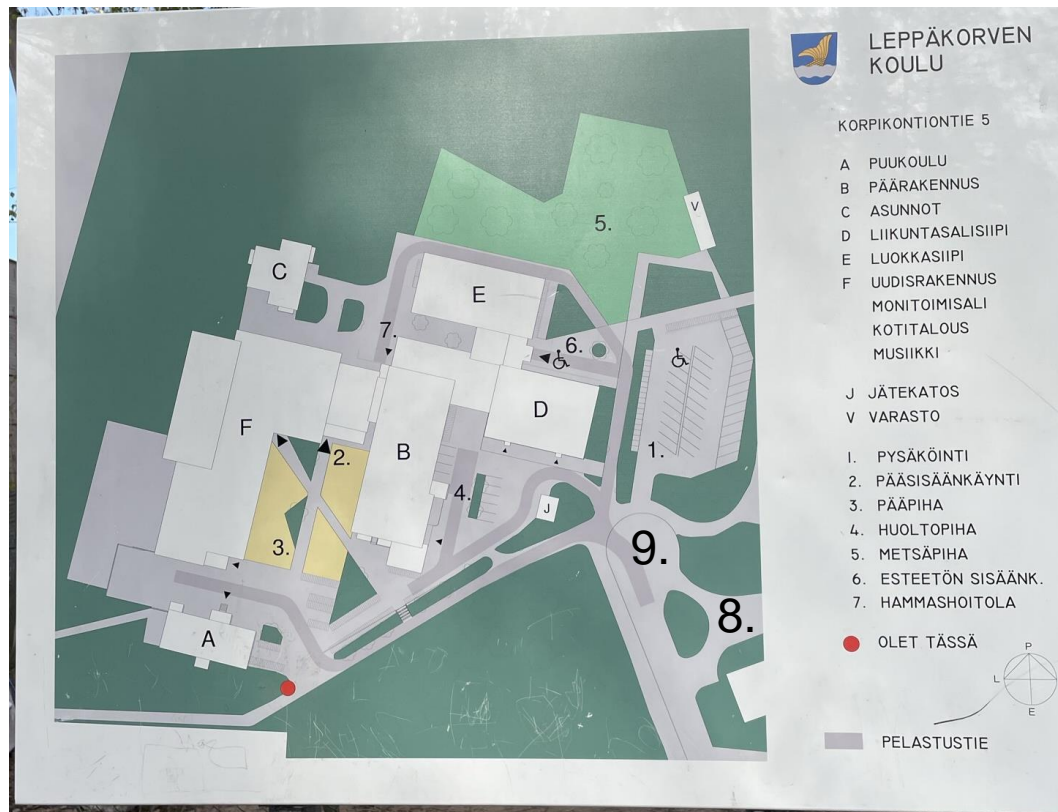 LEPPÄKORVEN
KOULU
KORPIKONTIONTIE 5
A PUUKOULU
B PÄÄRAKENNUS
C ASUNNOT
D LIIKUNTASALISIIPI
E LUOKKASIIPI
F UUDISRAKENNUS
MONITOIMISALI
KOTITALOUS
MUSIIKKI
J JÄTEKATOS
V VARASTO
1. PYSÄKÖINTI
2. PÄÄSISÄÄNKÄYNTI
3. PÄÄPIHA
4. HUOLTOPIHA
5. METSÄPIHA
6. ESTEETÖN SISÄÄNK.
7. HAMMASHOITOLA
OLET TÄSSÄ
P
L
E
PELASTUSTIE
V
5.
C
E
7.
6.
D
F
B
2.
1.
4.
J
3.
9.
8.
A